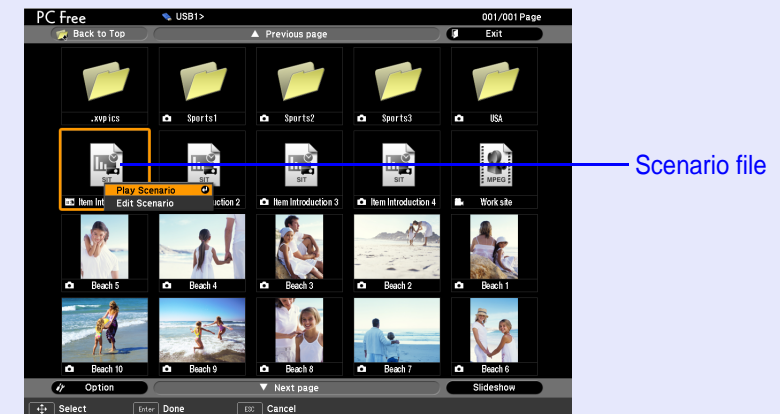 PC Free USB1> 001/001 Page
Back to Top Previous page Exit
.xvpics Sports1 Sports2 Sports3 USA
SIT SIT SIT SIT MPEG
Scenario file
Play Scenario
Item Int uction 2 Item Introduction 3 Item Introduction 4 Work site
Edit Scenario
Beach 5 Beach 4 Beach 3 Beach 2 Beach 1
Beach 10 Beach 9 Beach 8 Beach 7 Beach 6
Option Next page Slideshow
Select Enter Done ESC Cancel